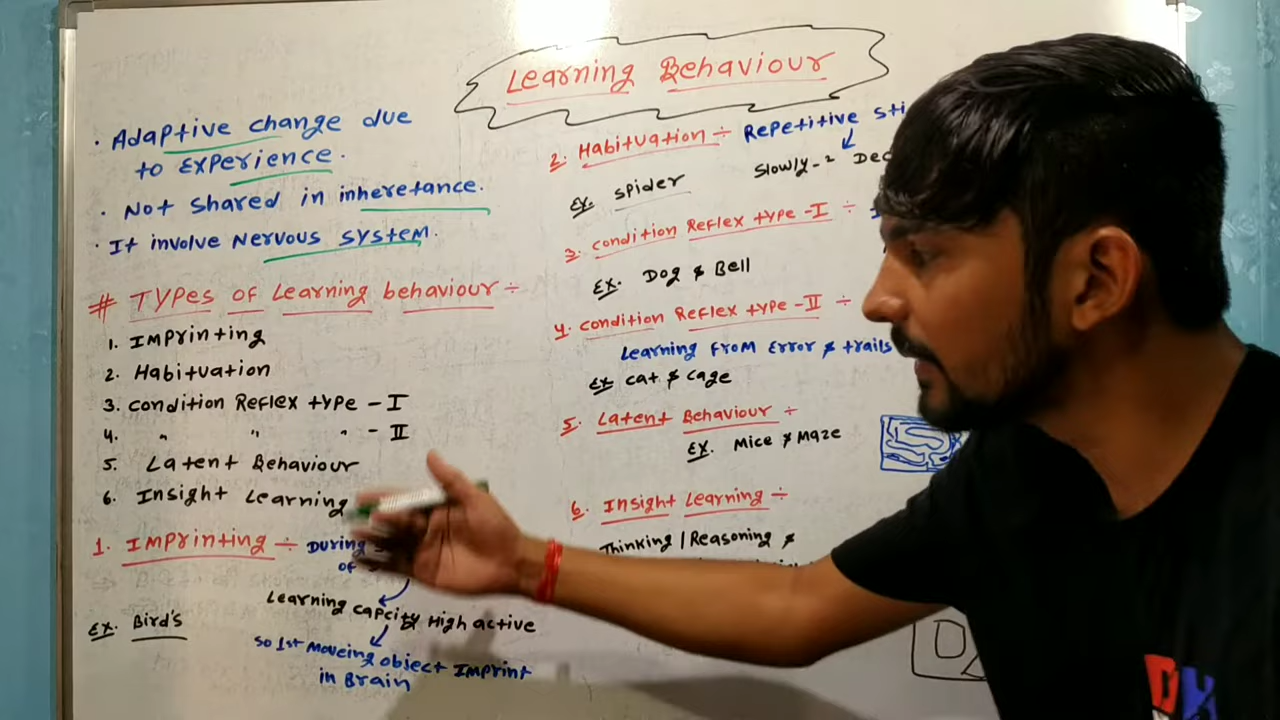 Learning Behaviour
• Adaptive change due
to Experience.
• Not shared in inheretance.
• It involve Nervous system.
# Types of Learning behaviour ÷
1. Imprinting
2. Habituation
3. condition Reflex type - I
4. " " " - II
5. Latent Behaviour
6. Insight Learning
1. Imprinting ÷ During
of
Learning capcity High active
so 1st moveing object Imprint
in Brain
Ex. Bird's
2. Habituation ÷ Repetitive
Slowly-2
Ex. spider
3. condition Reflex type - I ÷
Ex. Dog & Bell
4. condition Reflex type - II ÷
Learning From Error & trails
Ex cat & cage
5. Latent Behaviour ÷
Ex. Mice & Maze
6. Insight Learning ÷
Thinking / Reasoning &